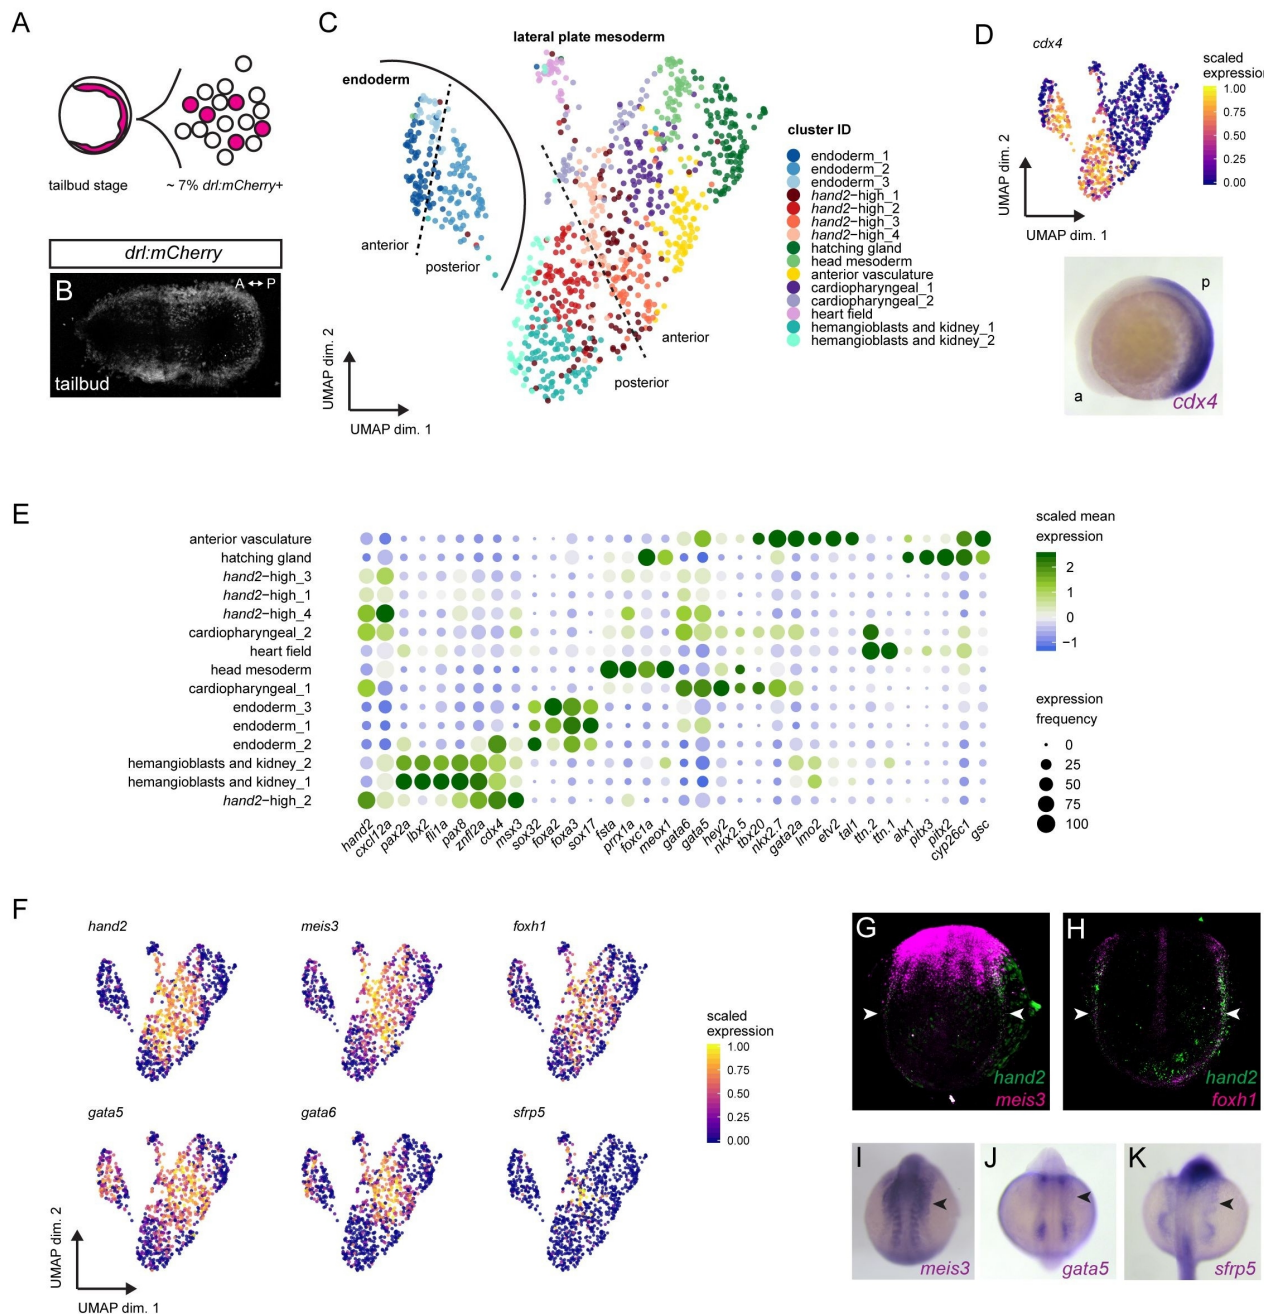 A
tailbud stage
~ 7% drl:mCherry+
drl:mCherry
B
A ↔ P
tailbud
C
lateral plate mesoderm
endoderm
anterior
posterior
anterior
posterior
UMAP dim. 2
UMAP dim. 1
cluster ID
endoderm_1
endoderm_2
endoderm_3
hand2-high_1
hand2-high_2
hand2-high_3
hand2-high_4
hatching gland
head mesoderm
anterior vasculature
cardiopharyngeal_1
cardiopharyngeal_2
heart field
hemangioblasts and kidney_1
hemangioblasts and kidney_2
D
cdx4
scaled
expression
1.00
0.75
0.50
0.25
0.00
UMAP dim. 2
UMAP dim. 1
p
a
cdx4
E
anterior vasculature
hatching gland
hand2−high_3
hand2−high_1
hand2−high_4
cardiopharyngeal_2
heart field
head mesoderm
cardiopharyngeal_1
endoderm_3
endoderm_1
endoderm_2
hemangioblasts and kidney_2
hemangioblasts and kidney_1
hand2−high_2
hand2
cxcl12a
pax2a
lbx2
fli1a
pax8
znfl2a
cdx4
msx3
sox32
foxa2
foxa3
sox17
fsta
prrx1a
foxc1a
meox1
gata6
gata5
hey2
nkx2.5
tbx20
nkx2.7
gata2a
lmo2
etv2
tal1
ttn.2
ttn.1
alx1
pitx3
pitx2
cyp26c1
gsc
scaled mean
expression
2
1
0
−1
expression
frequency
0
25
50
75
100
F
hand2
meis3
foxh1
gata5
gata6
sfrp5
UMAP dim. 2
UMAP dim. 1
scaled
expression
1.00
0.75
0.50
0.25
0.00
G
hand2
meis3
H
hand2
foxh1
I
meis3
J
gata5
K
sfrp5